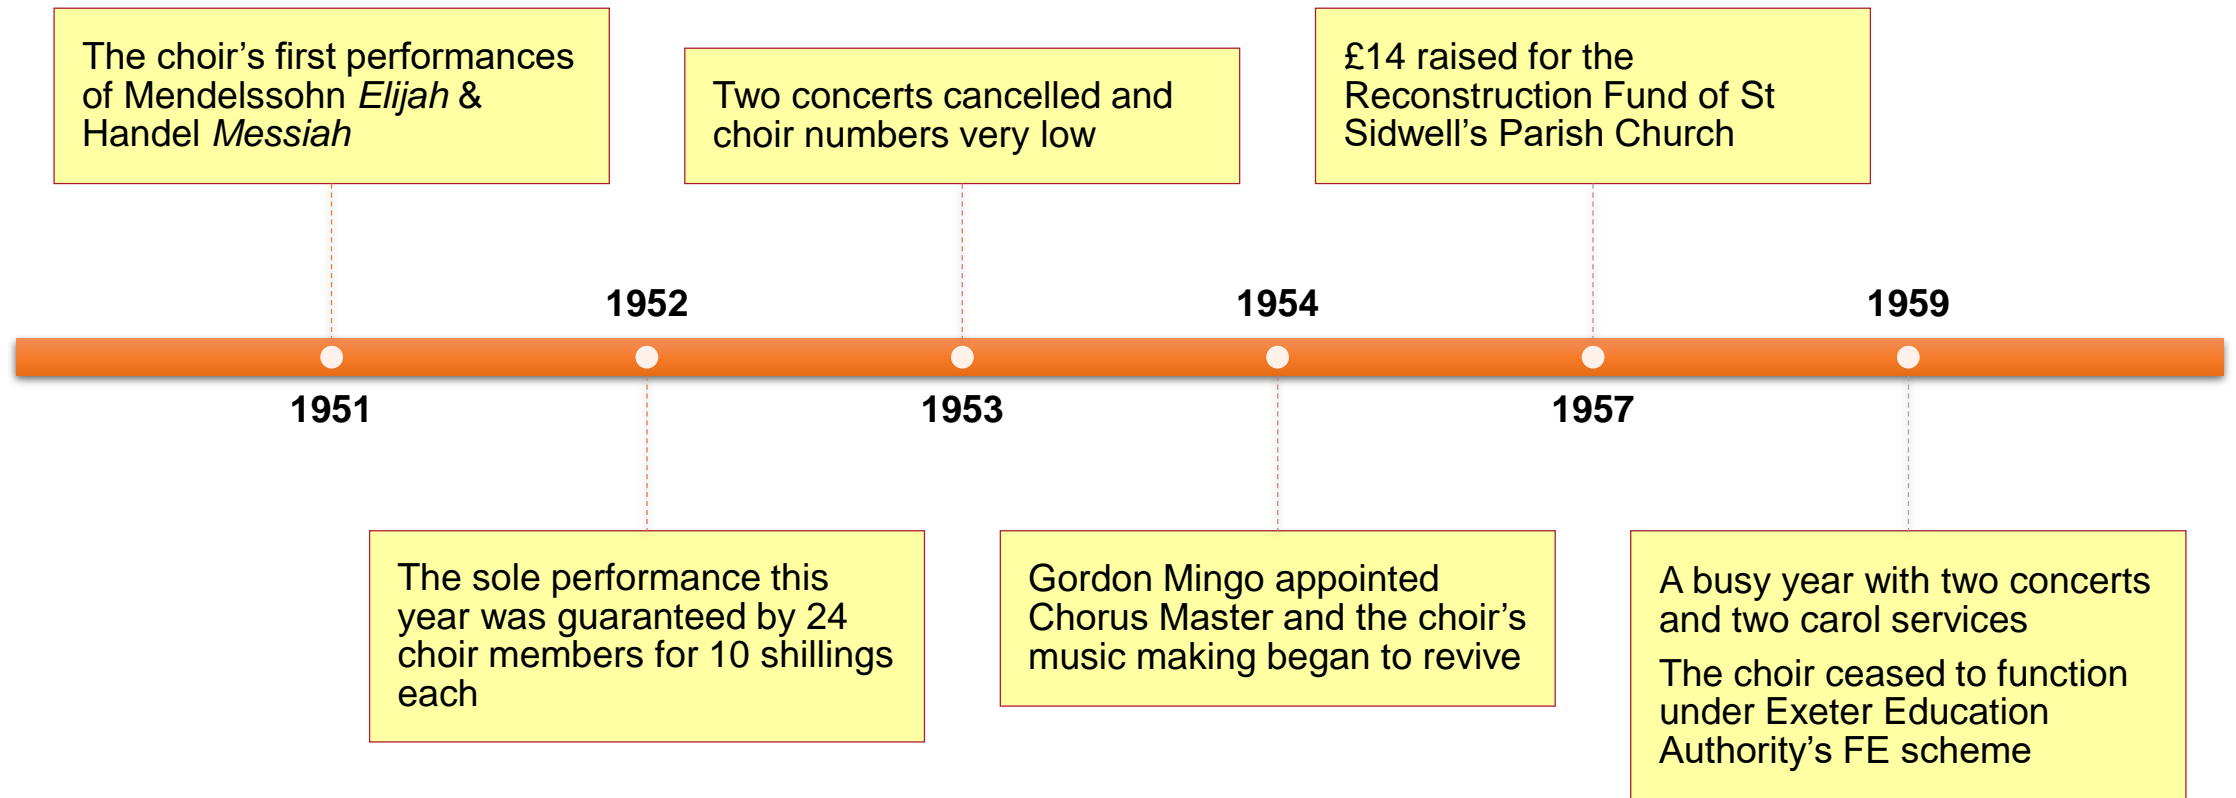 The choir’s first performances
of Mendelssohn Elijah &
Handel Messiah
Two concerts cancelled and
choir numbers very low
£14 raised for the
Reconstruction Fund of St
Sidwell’s Parish Church
1952
1954
1959
1951
1953
1957
The sole performance this
year was guaranteed by 24
choir members for 10 shillings
each
Gordon Mingo appointed
Chorus Master and the choir’s
music making began to revive
A busy year with two concerts
and two carol services
The choir ceased to function
under Exeter Education
Authority’s FE scheme